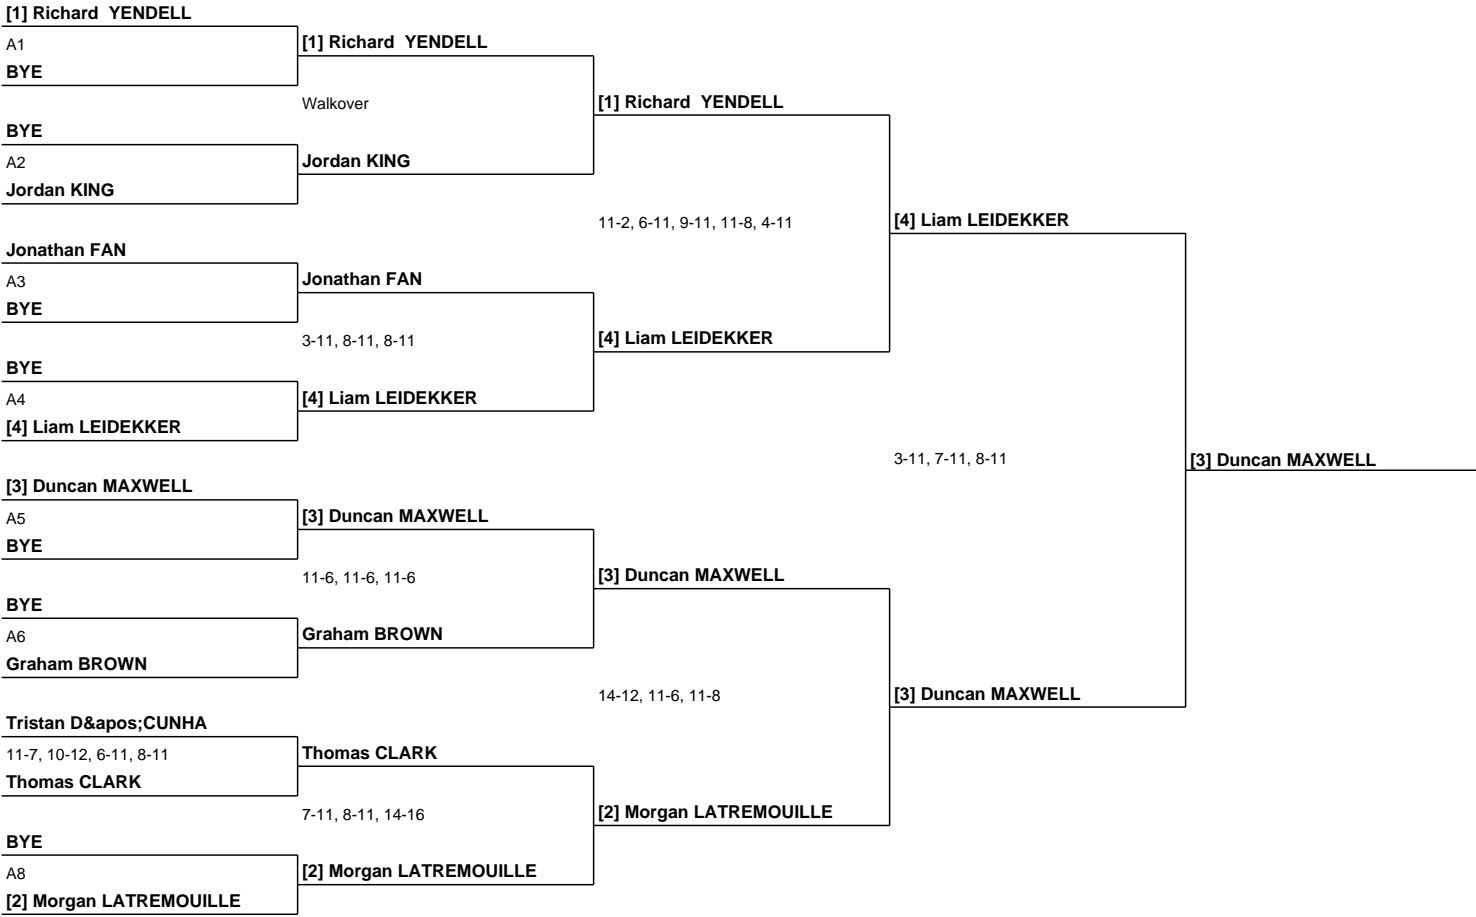 [1] Richard  YENDELL
A1
BYE
BYE
A2
Jordan KING
Jonathan FAN
A3
BYE
BYE
A4
[4] Liam LEIDEKKER
[3] Duncan MAXWELL
A5
BYE
BYE
A6
Graham BROWN
Tristan D&apos;CUNHA
11-7, 10-12, 6-11, 8-11
Thomas CLARK
BYE
A8
[2] Morgan LATREMOUILLE
[1] Richard  YENDELL
Walkover
Jordan KING
Jonathan FAN
3-11, 8-11, 8-11
[4] Liam LEIDEKKER
[3] Duncan MAXWELL
11-6, 11-6, 11-6
Graham BROWN
Thomas CLARK
7-11, 8-11, 14-16
[2] Morgan LATREMOUILLE
[1] Richard  YENDELL
11-2, 6-11, 9-11, 11-8, 4-11
[4] Liam LEIDEKKER
[3] Duncan MAXWELL
14-12, 11-6, 11-8
[2] Morgan LATREMOUILLE
[4] Liam LEIDEKKER
3-11, 7-11, 8-11
[3] Duncan MAXWELL
[3] Duncan MAXWELL